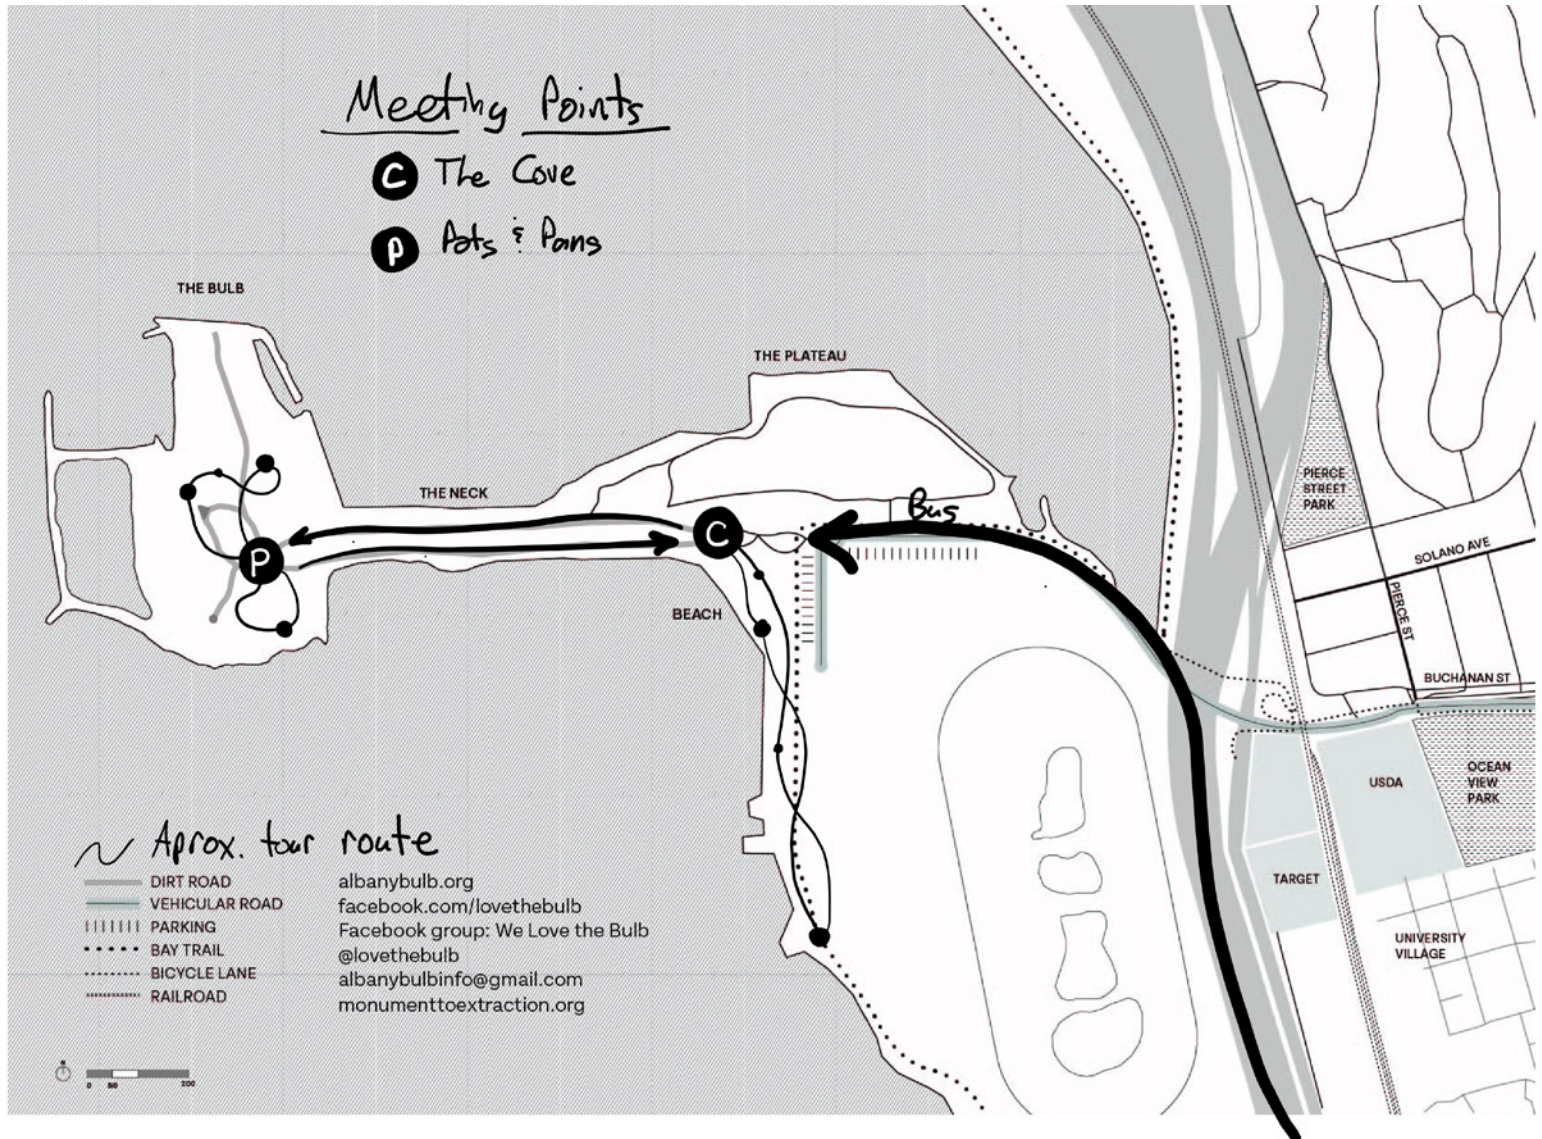 Meeting Points
C The Cove
P Pots & Pans
THE BULB
THE PLATEAU
THE NECK
C
Bus
P
BEACH
PIERCE
STREET
PARK
SOLANO AVE
PIERCE ST
BUCHANAN ST
OCEAN
VIEW
PARK
USDA
TARGET
UNIVERSITY
VILLAGE
Aprox. tour route
DIRT ROAD
VEHICULAR ROAD
PARKING
BAY TRAIL
BICYCLE LANE
RAILROAD
albanybulb.org
facebook.com/lovethebulb
Facebook group: We Love the Bulb
@lovethebulb
albanybulbinfo@gmail.com
monumenttoextraction.org
0 50 200